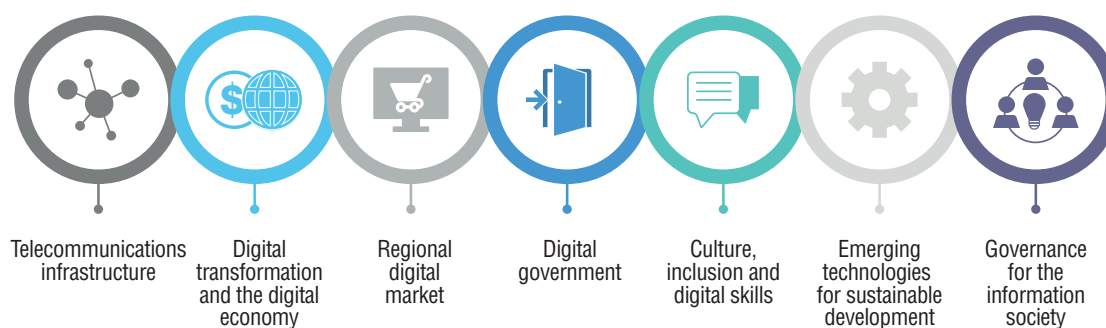 $
Telecommunications
infrastructure
Digital
transformation
and the digital
economy
Regional
digital
market
Digital
government
Culture,
inclusion and
digital skills
Emerging
technologies
for sustainable
development
Governance
for the
information
society